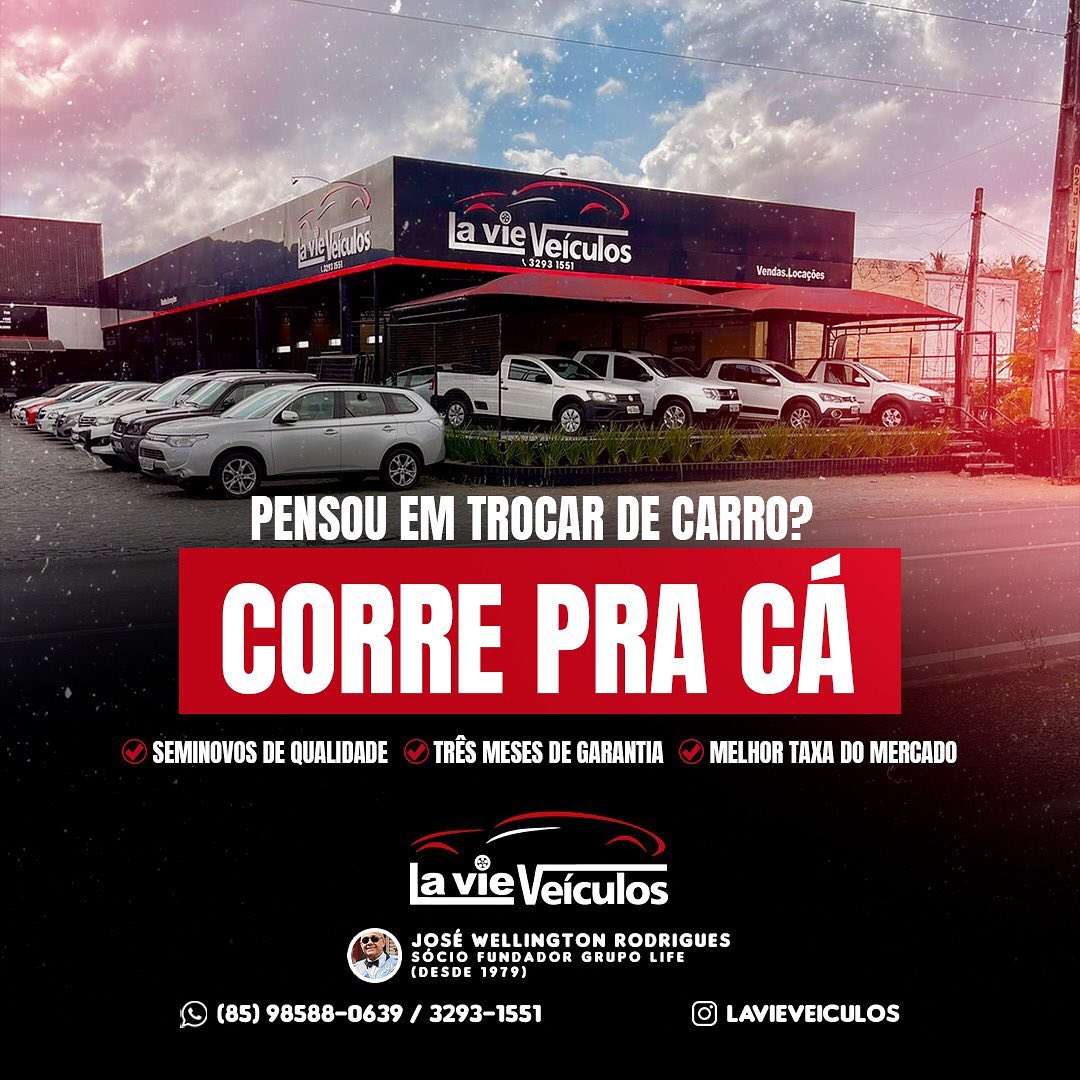 La vie Veículos
3293 1551
La vie Veículos
3293 1551
Vendas.Locações
PENSOU EM TROCAR DE CARRO?
CORRE PRA CÁ
SEMINOVOS DE QUALIDADE TRÊS MESES DE GARANTIA MELHOR TAXA DO MERCADO
La vie Veículos
JOSÉ WELLINGTON RODRIGUES
SÓCIO FUNDADOR GRUPO LIFE
(DESDE 1979)
(85) 98588-0639 / 3293-1551 LAVIEVEICULOS